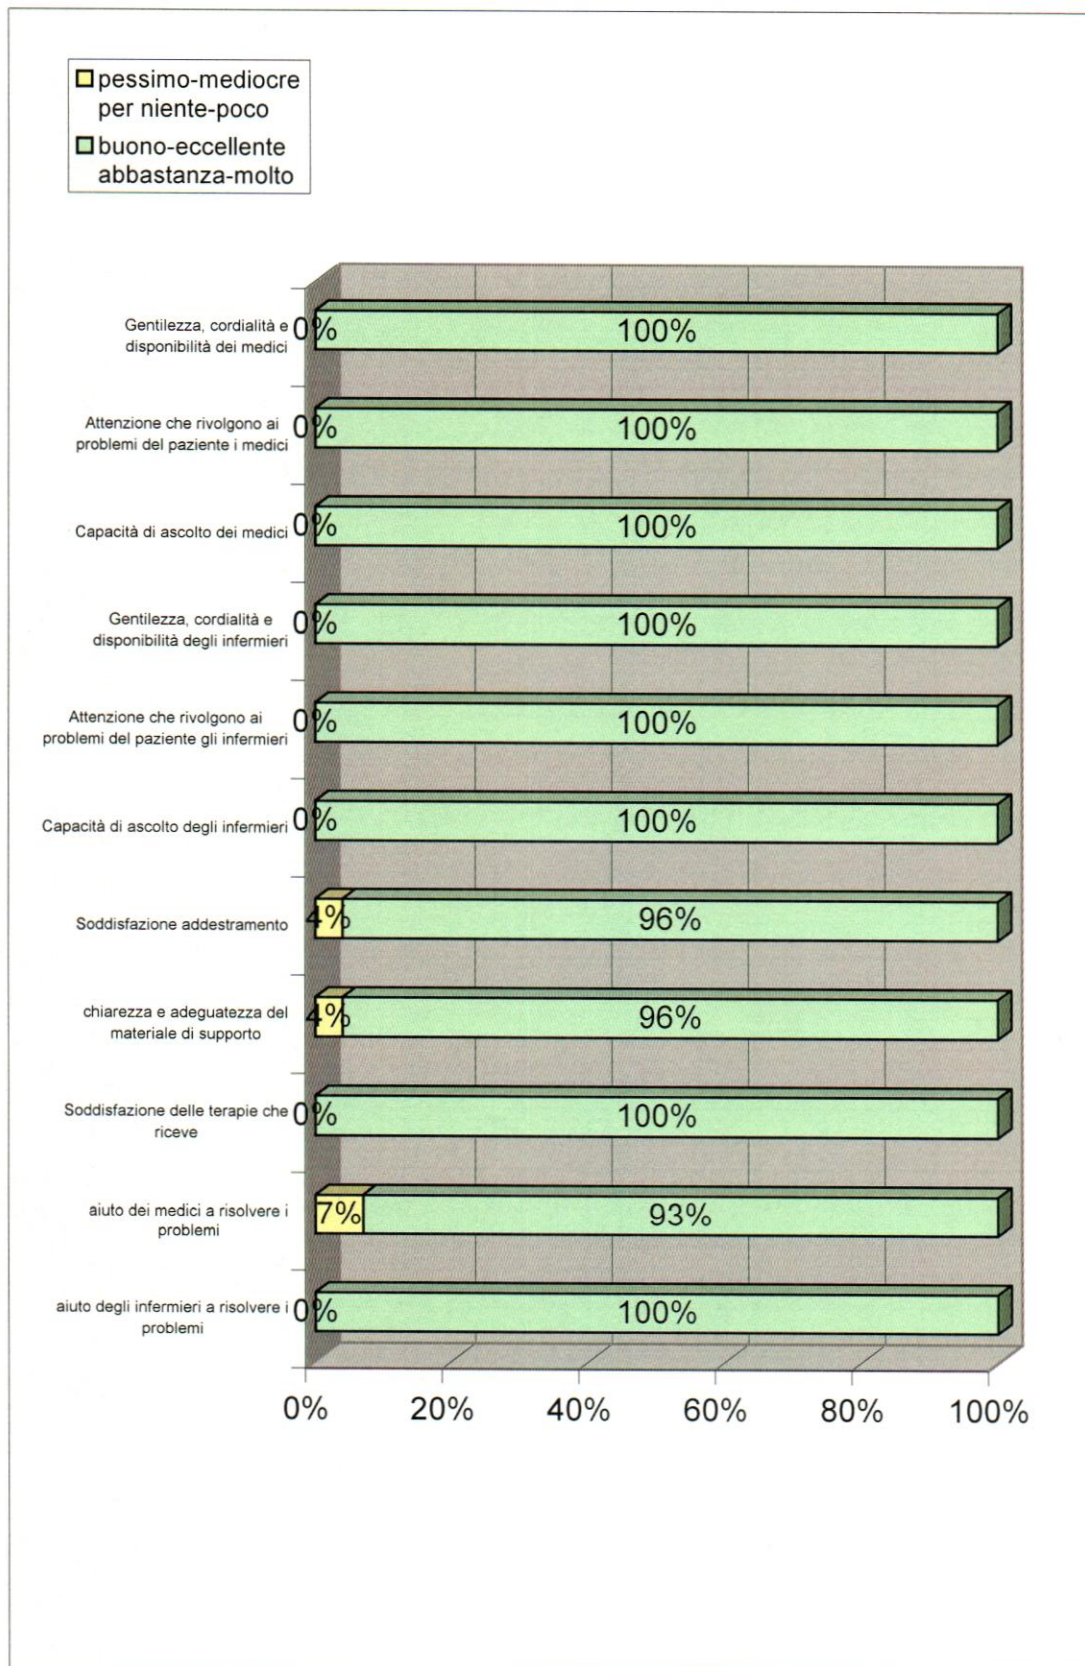 pessimo-mediocre
per niente-poco
buono-eccellente
abbastanza-molto
Gentilezza, cordialità e
disponibilità dei medici
0%
100%
Attenzione che rivolgono ai
problemi del paziente i medici
0%
100%
Capacità di ascolto dei medici
0%
100%
Gentilezza, cordialità e
disponibilità degli infermieri
0%
100%
Attenzione che rivolgono ai
problemi del paziente gli infermieri
0%
100%
Capacità di ascolto degli infermieri
0%
100%
Soddisfazione addestramento
4%
96%
chiarezza e adeguatezza del
materiale di supporto
4%
96%
Soddisfazione delle terapie che
riceve
0%
100%
aiuto dei medici a risolvere i
problemi
7%
93%
aiuto degli infermieri a risolvere i
problemi
0%
100%
0% 20% 40% 60% 80% 100%